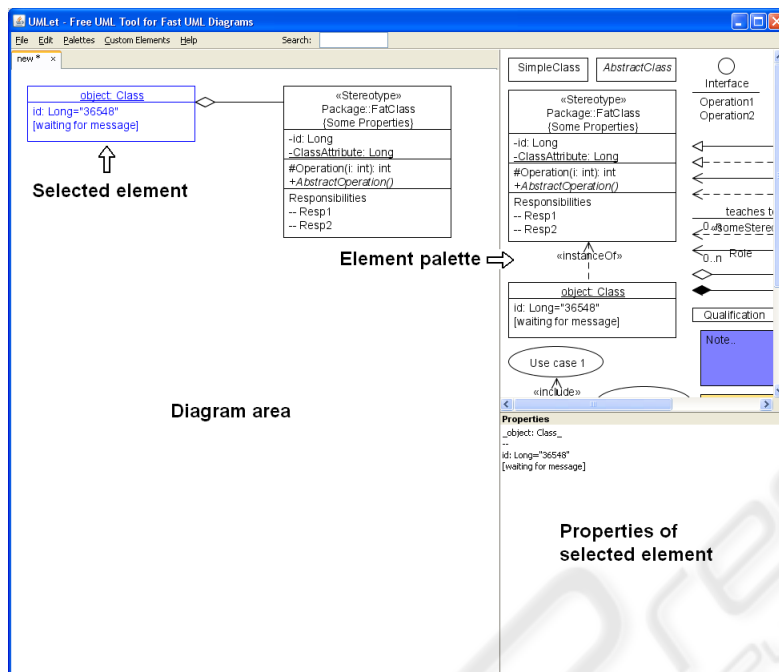 UMLet - Free UML Tool for Fast UML Diagrams
File Edit Palettes Custom Elements Help Search:
new *
object: Class
id: Long="36548"
[waiting for message]
Selected element
«Stereotype»
Package::FatClass
{Some Properties}
-id: Long
-ClassAttribute: Long
#Operation(i: int): int
+AbstractOperation()
Responsibilities
-- Resp1
-- Resp2
Diagram area
Element palette
SimpleClass
AbstractClass
Interface
Operation1
Operation2
«Stereotype»
Package::FatClass
{Some Properties}
-id: Long
-ClassAttribute: Long
#Operation(i: int): int
+AbstractOperation()
Responsibilities
-- Resp1
-- Resp2
«instanceOf»
object: Class
id: Long="36548"
[waiting for message]
Use case 1
«include»
teaches to
0..n
«someStereo
0..n
Role
Qualification
Note..
Properties
_object: Class_
--
id: Long="36548"
[waiting for message]
Properties of
selected element